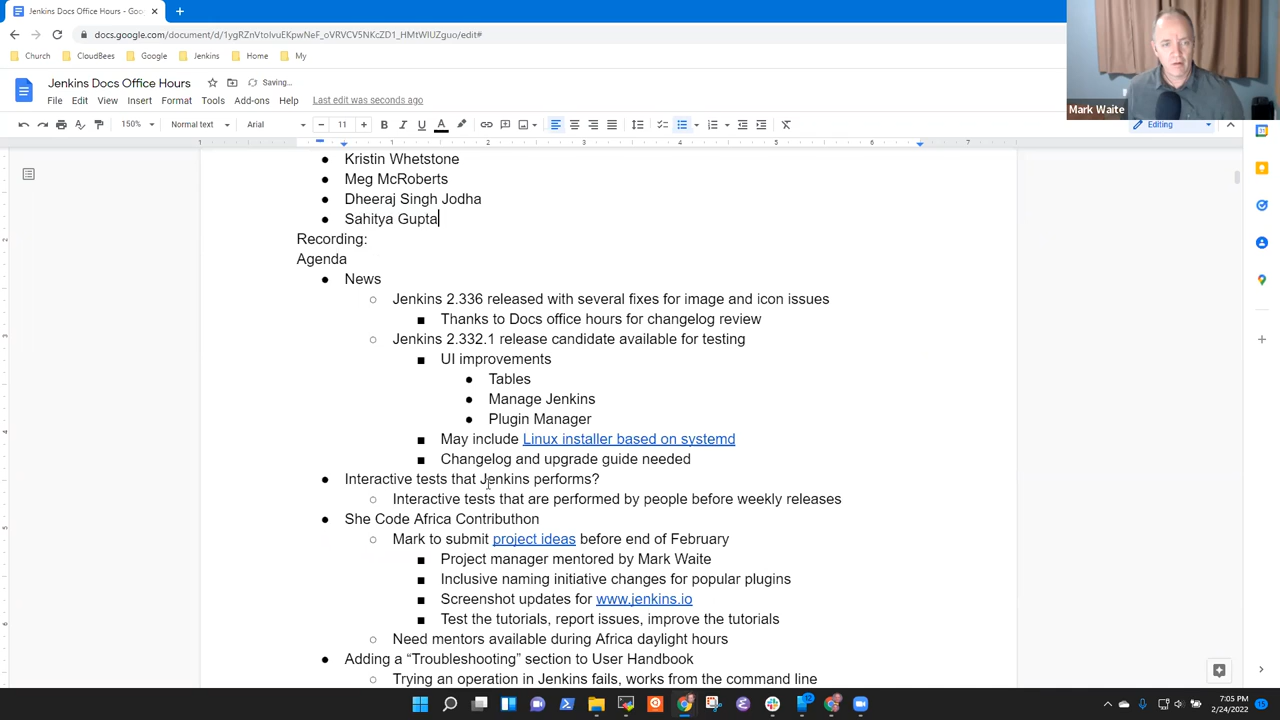 Jenkins Docs Office Hours - Goo
docs.google.com/document/d/1ygRZnVtoIvuEKpwNeF_oVRVCV5NKcZD1_HMtWIUZguo/edit#
Church CloudBees Google Jenkins Home My
Jenkins Docs Office Hours Saving...
File Edit View Insert Format Tools Add-ons Help Last edit was seconds ago
Mark Waite
150% Normal text Arial 11 Editing
1 1 2 3 4 5 6 7
Kristin Whetstone
Meg McRoberts
Dheeraj Singh Jodha
Sahitya Gupta
Recording:
Agenda
News
Jenkins 2.336 released with several fixes for image and icon issues
Thanks to Docs office hours for changelog review
Jenkins 2.332.1 release candidate available for testing
UI improvements
Tables
Manage Jenkins
Plugin Manager
May include Linux installer based on systemd
Changelog and upgrade guide needed
Interactive tests that Jenkins performs?
Interactive tests that are performed by people before weekly releases
She Code Africa Contributhon
Mark to submit project ideas before end of February
Project manager mentored by Mark Waite
Inclusive naming initiative changes for popular plugins
Screenshot updates for www.jenkins.io
Test the tutorials, report issues, improve the tutorials
Need mentors available during Africa daylight hours
Adding a “Troubleshooting” section to User Handbook
Trying an operation in Jenkins fails, works from the command line
7:05 PM
2/24/2022